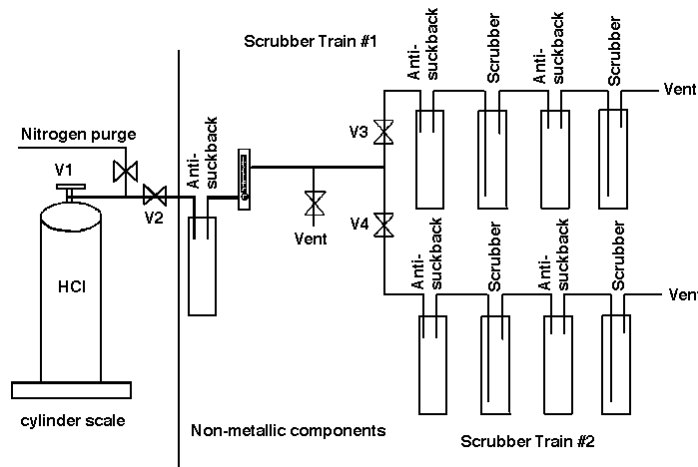 Scrubber Train #1
Anti-
suckback
Scrubber
Anti-
suckback
Scrubber
Vent
Nitrogen purge
V1
V2
Anti-
suckback
V3
Vent
V4
HCl
Anti-
suckback
Scrubber
Anti-
suckback
Scrubber
Vent
cylinder scale
Non-metallic components
Scrubber Train #2